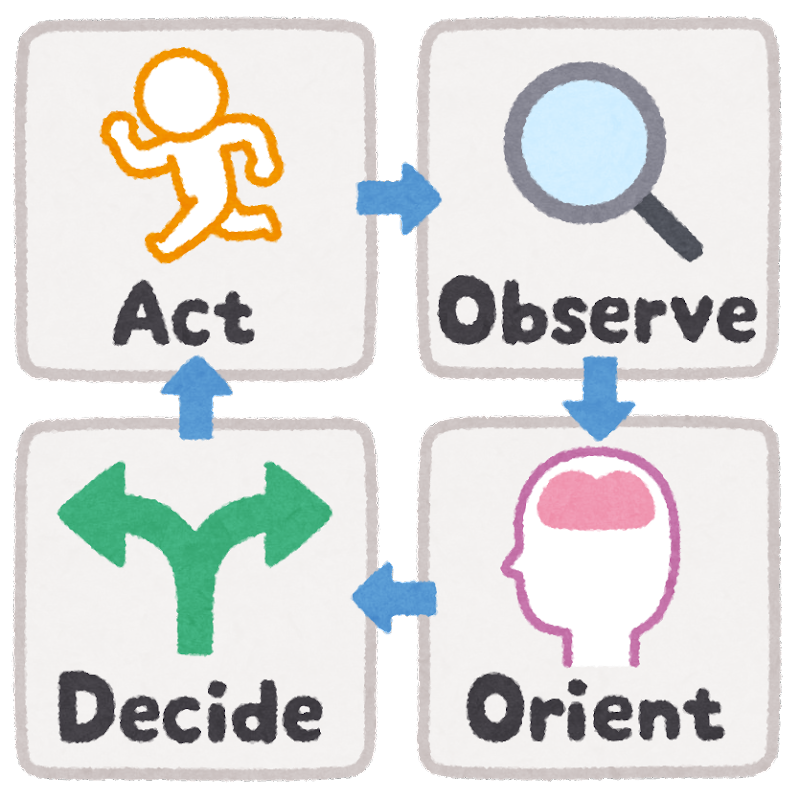 Act
Observe
Decide
Orient